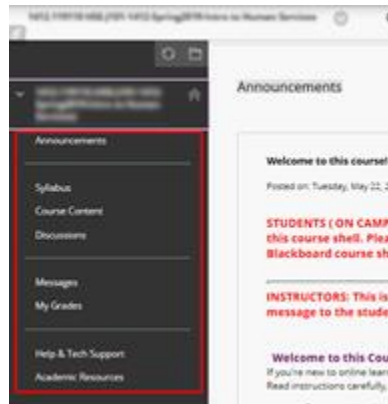 Announcements
Announcements
Syllabus
Course Content
Discussions
Messages
My Grades
Help & Tech Support
Academic Resources
Welcome to this course!
Posted on: Tuesday, May 22, 2
STUDENTS ( ON CAMP
this course shell. Plea
Blackboard course sh
INSTRUCTORS: This is
message to the stude
Welcome to this Cou
If you're new to online lear
Read instructions carefully.